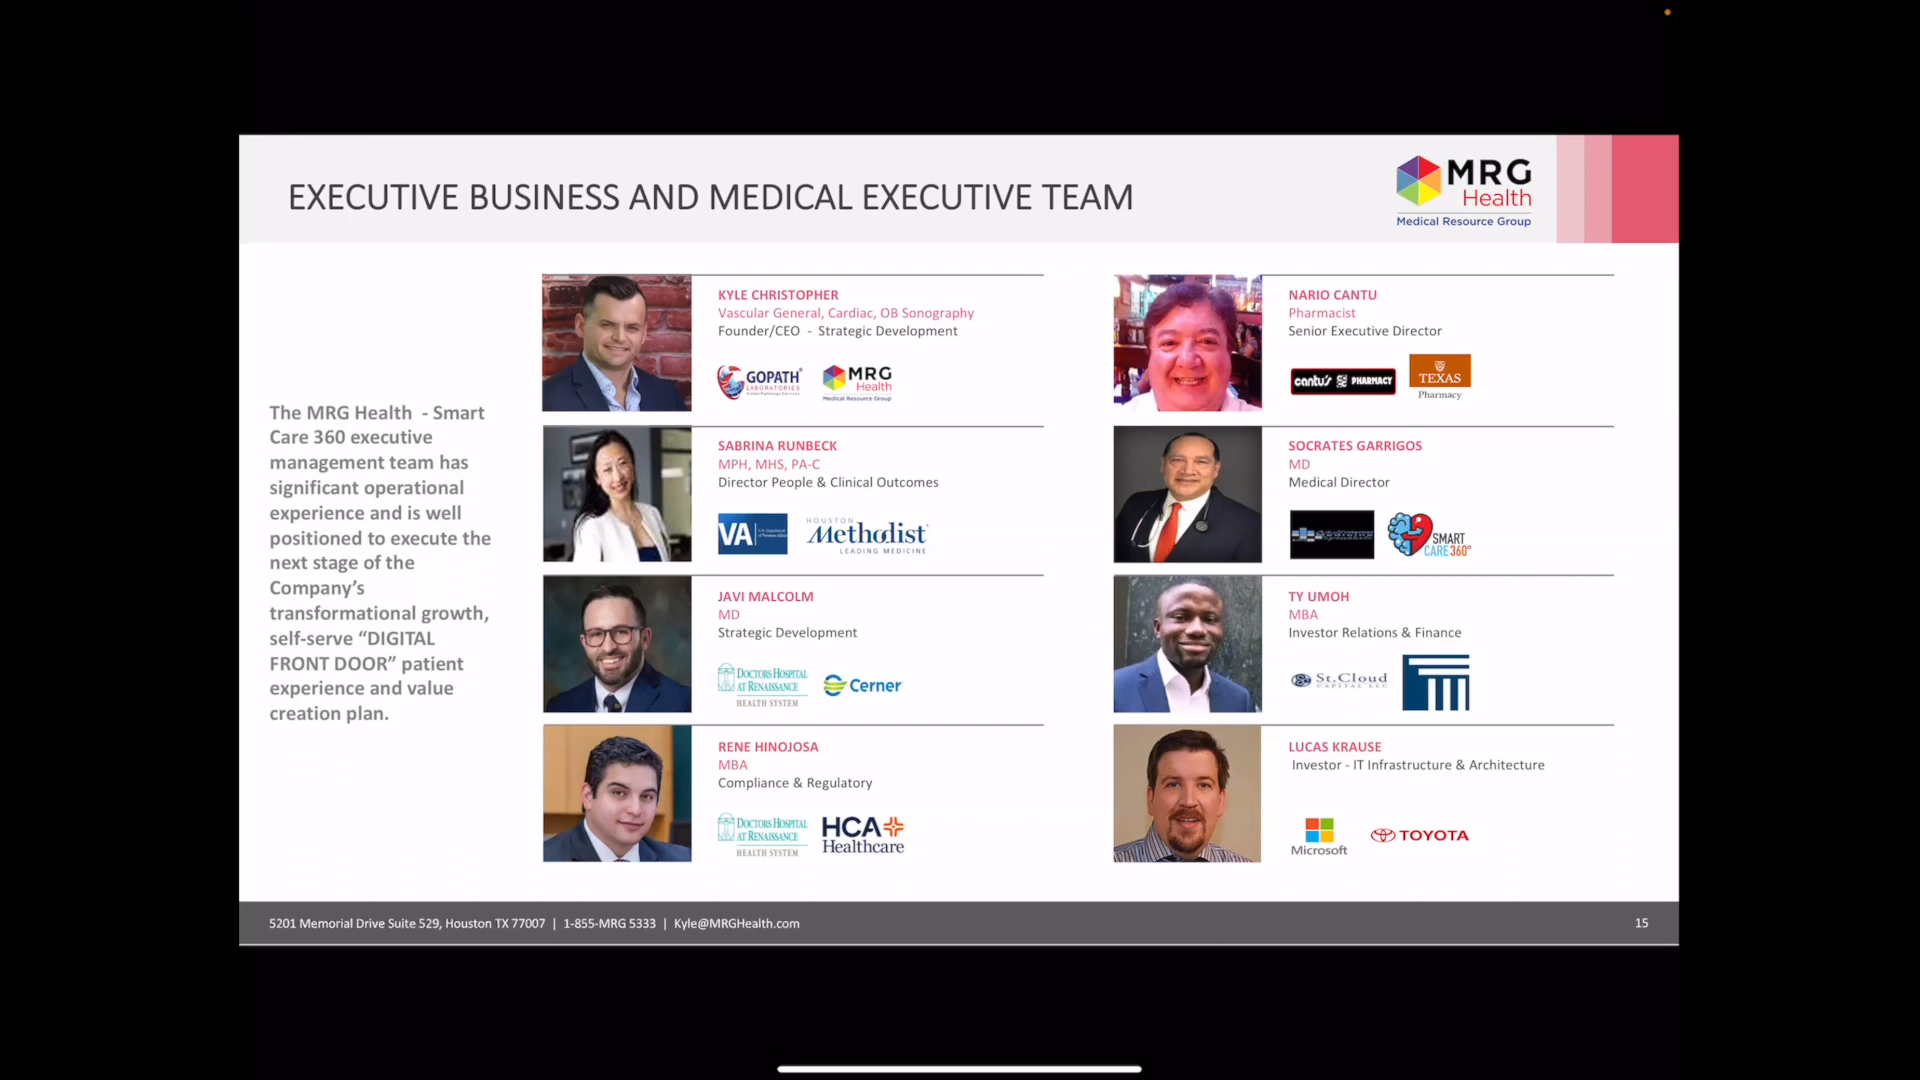 EXECUTIVE BUSINESS AND MEDICAL EXECUTIVE TEAM
MRG
Health
Medical Resource Group
The MRG Health - Smart
Care 360 executive
management team has
significant operational
experience and is well
positioned to execute the
next stage of the
Company’s
transformational growth,
self-serve “DIGITAL
FRONT DOOR” patient
experience and value
creation plan.
KYLE CHRISTOPHER
Vascular General, Cardiac, OB Sonography
Founder/CEO - Strategic Development
GOPATH
LABORATORIES
MRG
Health
Medical Resource Group
SABRINA RUNBECK
MPH, MHS, PA-C
Director People & Clinical Outcomes
VA
HOUSTON
Methodist
LEADING MEDICINE
JAVI MALCOLM
MD
Strategic Development
DOCTORS HOSPITAL
AT RENAISSANCE
HEALTH SYSTEM
Cerner
RENE HINOJOSA
MBA
Compliance & Regulatory
DOCTORS HOSPITAL
AT RENAISSANCE
HEALTH SYSTEM
HCA
Healthcare
NARIO CANTU
Pharmacist
Senior Executive Director
cantu's PHARMACY
TEXAS
Pharmacy
SOCRATES GARRIGOS
MD
Medical Director
SMART
CARE 360°
TY UMOH
MBA
Investor Relations & Finance
St.Cloud
CAPITAL LLC
LUCAS KRAUSE
Investor - IT Infrastructure & Architecture
Microsoft
TOYOTA
5201 Memorial Drive Suite 529, Houston TX 77007 | 1-855-MRG 5333 | Kyle@MRGHealth.com
15